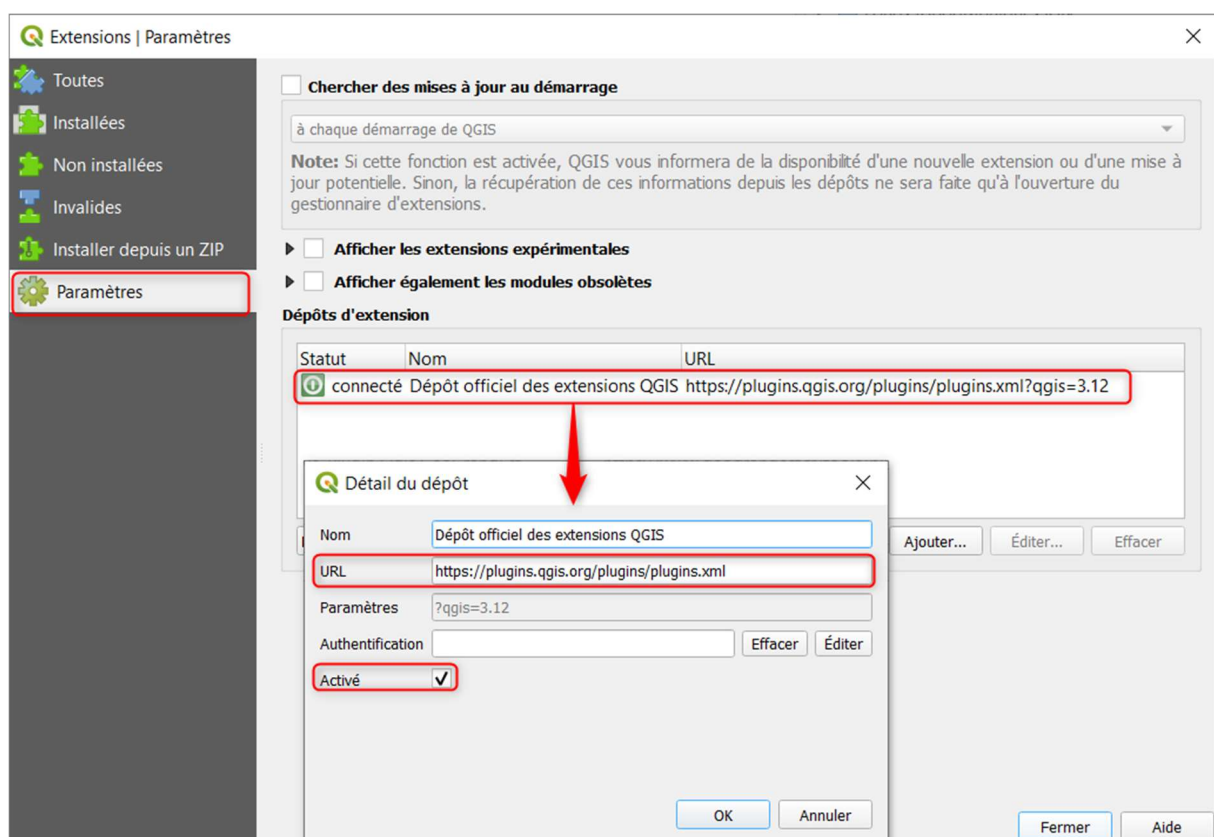 Extensions | Paramètres
Toutes
Installées
Non installées
Invalides
Installer depuis un ZIP
Paramètres
Chercher des mises à jour au démarrage
à chaque démarrage de QGIS
Note: Si cette fonction est activée, QGIS vous informera de la disponibilité d'une nouvelle extension ou d'une mise à
jour potentielle. Sinon, la récupération de ces informations depuis les dépôts ne sera faite qu'à l'ouverture du
gestionnaire d'extensions.
Afficher les extensions expérimentales
Afficher également les modules obsolètes
Dépôts d'extension
Statut Nom URL
connecté Dépôt officiel des extensions QGIS https://plugins.qgis.org/plugins/plugins.xml?qgis=3.12
Ajouter... Éditer... Effacer
Détail du dépôt
Nom Dépôt officiel des extensions QGIS
URL https://plugins.qgis.org/plugins/plugins.xml
Paramètres ?qgis=3.12
Authentification Effacer Éditer
Activé
OK Annuler
Fermer Aide